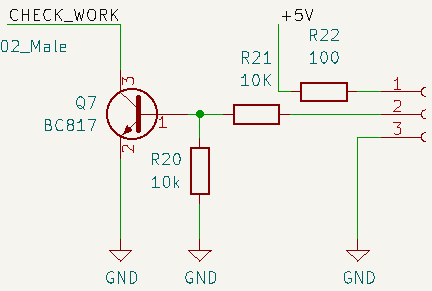 CHECK_WORK
02_Male
+5V
R22
100
R21
10K
Q7
BC817
3
1
2
R20
10k
1
2
3
GND
GND
GND